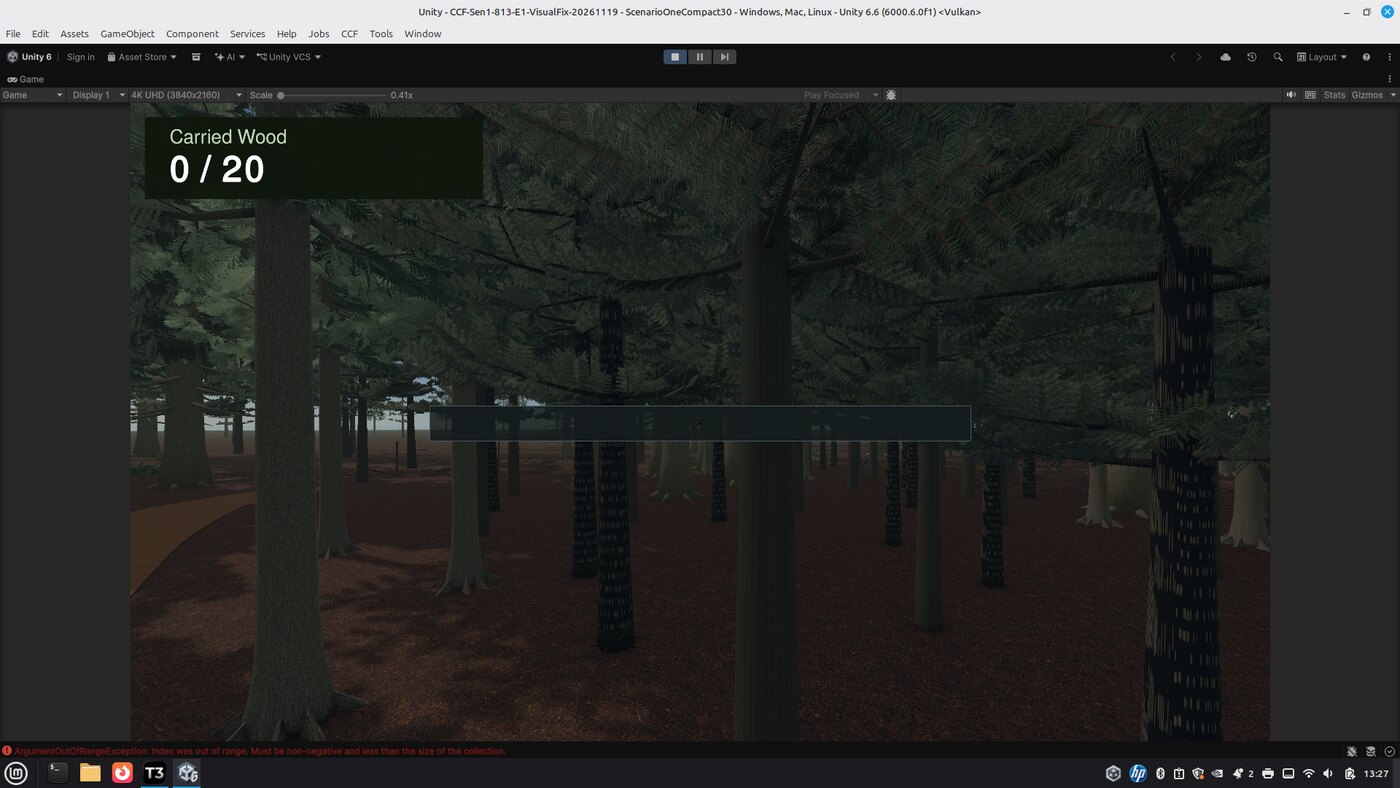 Unity - CCF-Sen1-813-E1-VisualFix-20261119 - ScenarioOneCompact30 - Windows, Mac, Linux - Unity 6.6 (6000.6.0f1) <Vulkan>
File Edit Assets GameObject Component Services Help Jobs CCF Tools Window
Unity 6 Sign in Asset Store AI Unity VCS Layout
Game
Game Display 1 4K UHD (3840x2160) Scale 0.41x Play Focused Stats Gizmos
Carried Wood
0 / 20
ArgumentOutOfRangeException: Index was out of range. Must be non-negative and less than the size of the collection.
$_ T3 6 hp 2 13:27